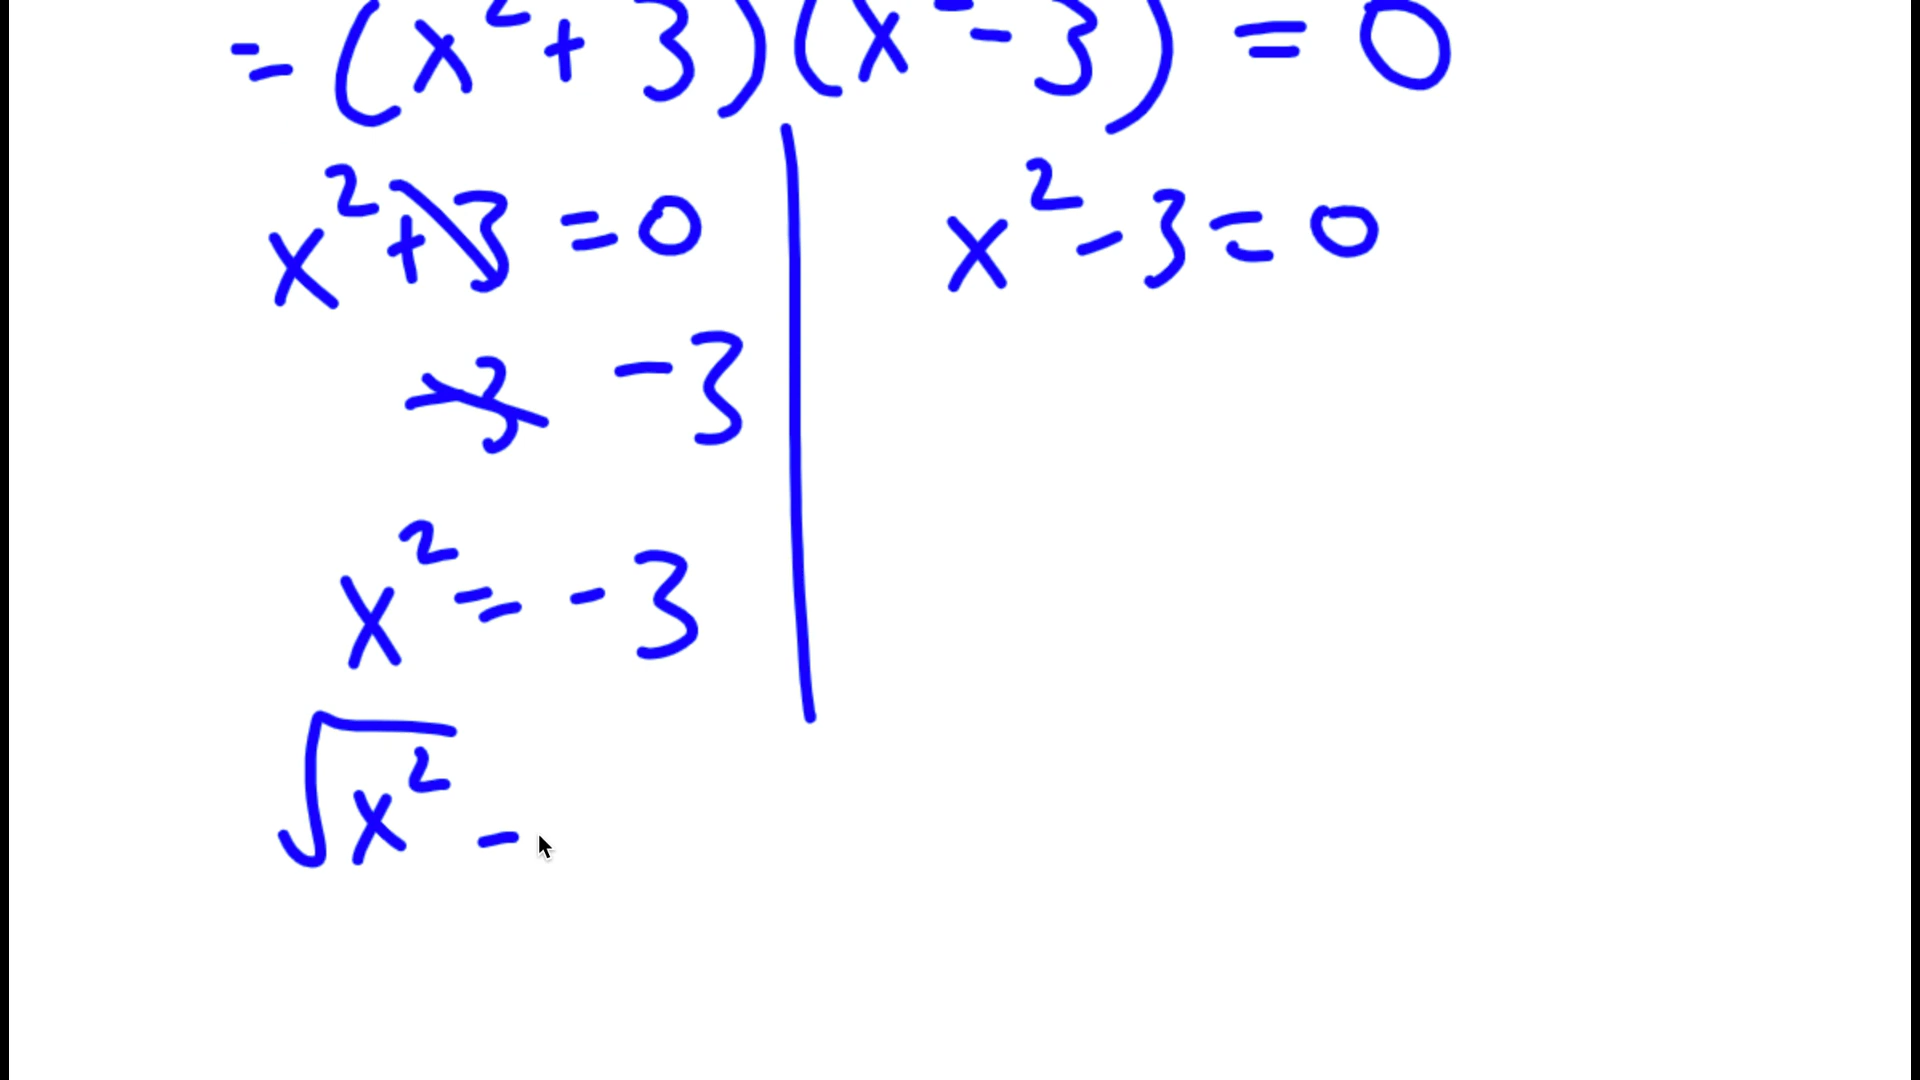 = (x² + 3)(x² - 3) = 0
x² + 3 = 0
-3 -3
x² = -3
√x² -
x² - 3 = 0